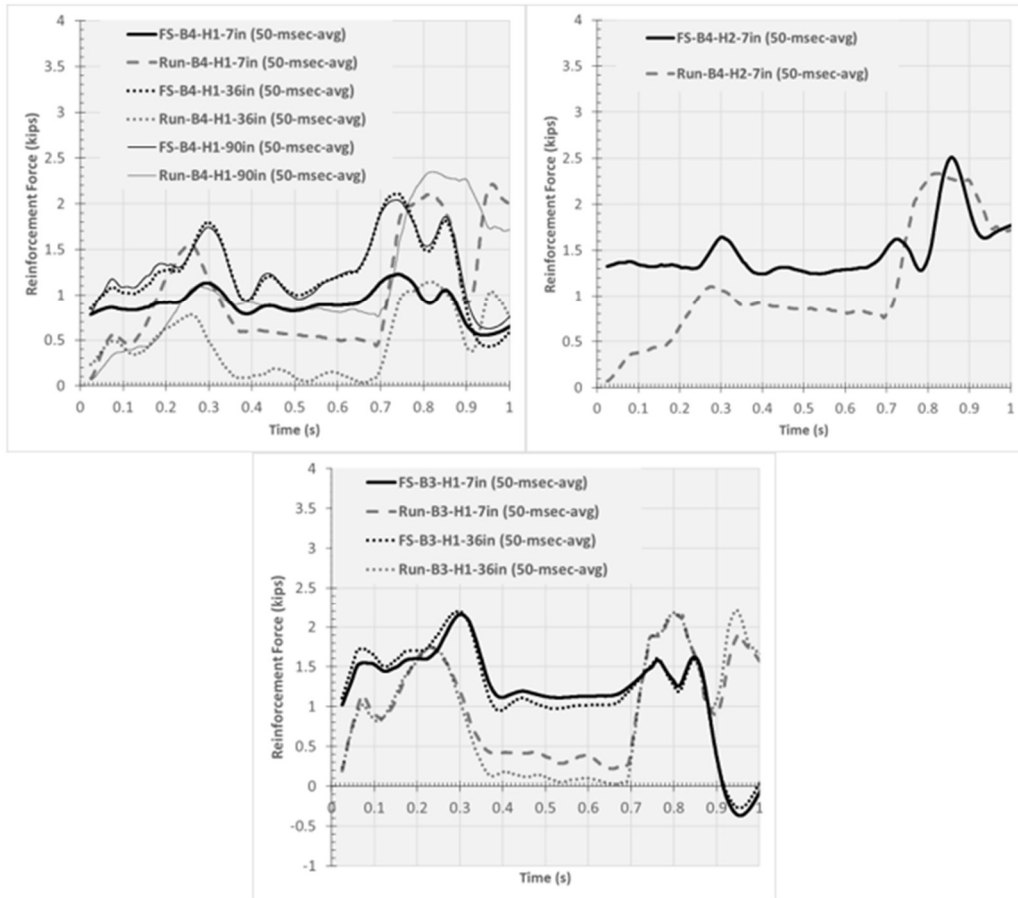 4
3.5
3
2.5
2
1.5
1
0.5
0
Reinforcement Force (kips)
FS-B4-H1-7in (50-msec-avg)
Run-B4-H1-7in (50-msec-avg)
FS-B4-H1-36in (50-msec-avg)
Run-B4-H1-36in (50-msec-avg)
FS-B4-H1-90in (50-msec-avg)
Run-B4-H1-90in (50-msec-avg)
0 0.1 0.2 0.3 0.4 0.5 0.6 0.7 0.8 0.9 1
Time (s)
4
3.5
3
2.5
2
1.5
1
0.5
0
Reinforcement Force (kips)
FS-B4-H2-7in (50-msec-avg)
Run-B4-H2-7in (50-msec-avg)
0 0.1 0.2 0.3 0.4 0.5 0.6 0.7 0.8 0.9 1
Time (s)
4
3.5
3
2.5
2
1.5
1
0.5
0
-0.5
-1
Reinforcement Force (kips)
FS-B3-H1-7in (50-msec-avg)
Run-B3-H1-7in (50-msec-avg)
FS-B3-H1-36in (50-msec-avg)
Run-B3-H1-36in (50-msec-avg)
0 0.1 0.2 0.3 0.4 0.5 0.6 0.7 0.8 0.9 1
Time (s)